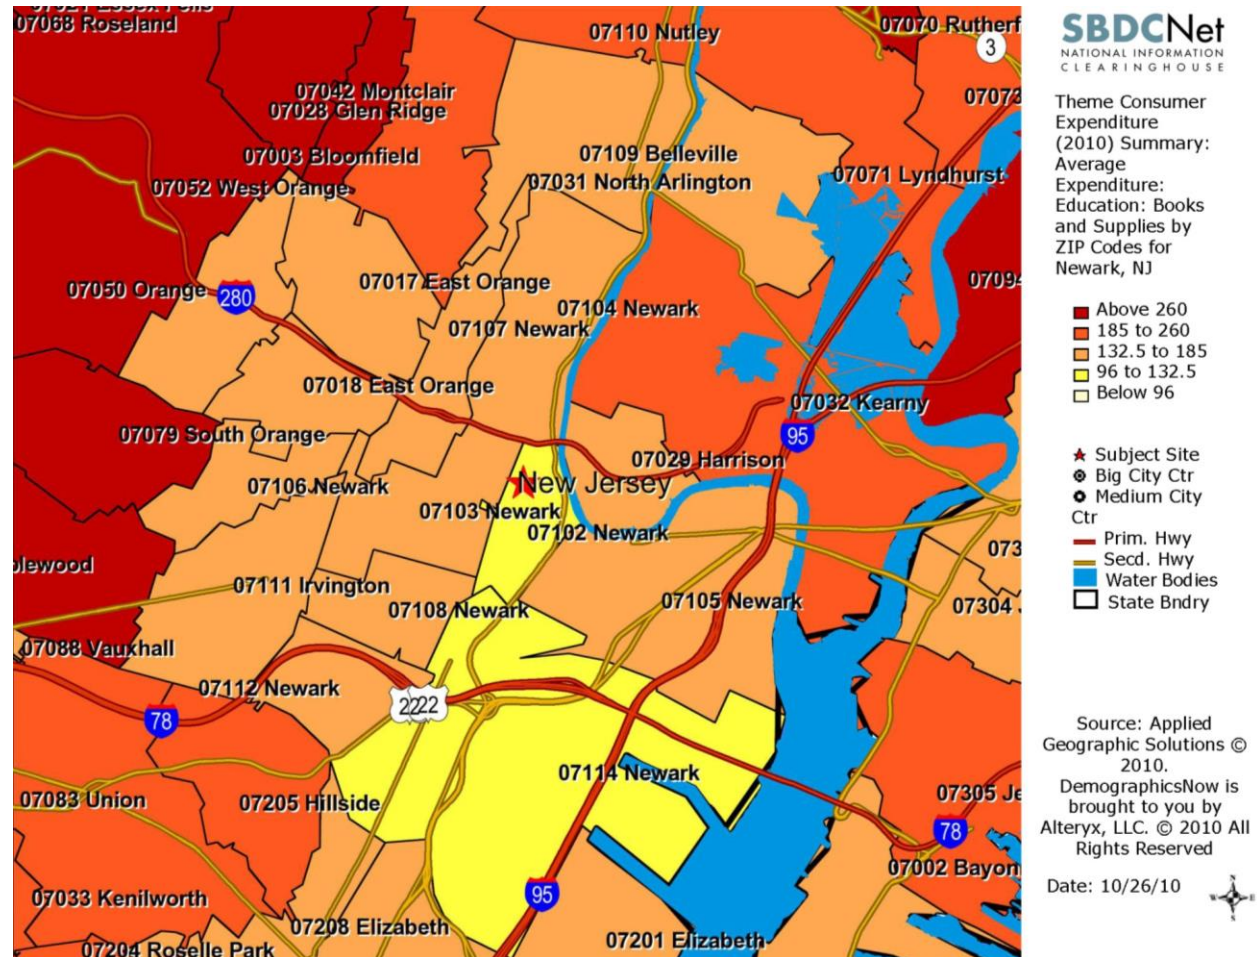 07021 Essex Fells
07068 Roseland
07110 Nutley
07070 Rutherf
3
07042 Montclair
07028 Glen Ridge
07073
07003 Bloomfield
07109 Belleville
07052 West Orange
07031 North Arlington
07071 Lyndhurst
07050 Orange
280
07017 East Orange
07094
07104 Newark
07107 Newark
07018 East Orange
07032 Kearny
95
07079 South Orange
07029 Harrison
07106 Newark
New Jersey
07103 Newark
07102 Newark
073
plewood
07111 Irvington
07108 Newark
07105 Newark
07304 J
07088 Vauxhall
07112 Newark
22
22
78
07114 Newark
07083 Union
07205 Hillside
07305 Je
78
07002 Bayon
07033 Kenilworth
95
07208 Elizabeth
07201 Elizabeth
07204 Roselle Park
SBDCNet
NATIONAL INFORMATION
CLEARINGHOUSE
Theme Consumer
Expenditure
(2010) Summary:
Average
Expenditure:
Education: Books
and Supplies by
ZIP Codes for
Newark, NJ
Above 260
185 to 260
132.5 to 185
96 to 132.5
Below 96
Subject Site
Big City Ctr
Medium City
Ctr
Prim. Hwy
Secd. Hwy
Water Bodies
State Bndry
Source: Applied
Geographic Solutions ©
2010.
DemographicsNow is
brought to you by
Alteryx, LLC. © 2010 All
Rights Reserved
Date: 10/26/10
N
W E
S